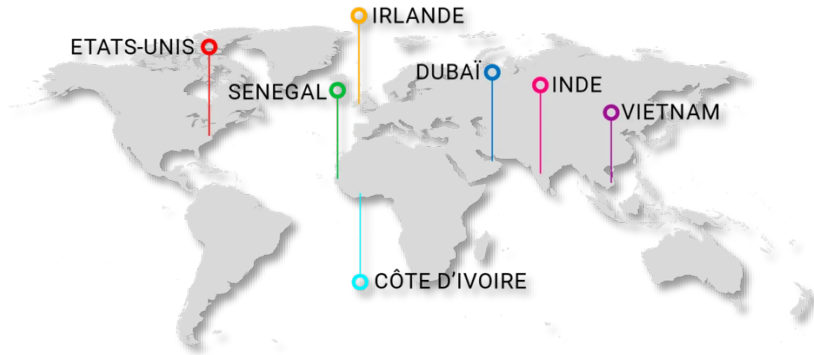 IRLANDE
ETATS-UNIS
DUBAÏ
INDE
SENEGAL
VIETNAM
CÔTE D'IVOIRE